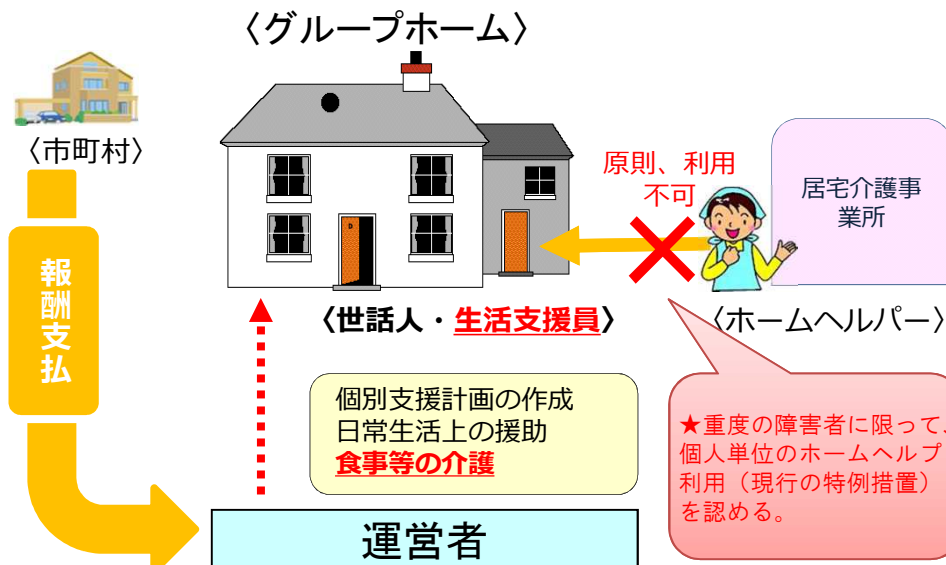 〈グループホーム〉
〈市町村〉
報酬支払
原則、利用
不可
居宅介護事
業所
〈世話人・生活支援員〉
〈ホームヘルパー〉
個別支援計画の作成
日常生活上の援助
食事等の介護
★重度の障害者に限って、
個人単位のホームヘルプ
利用（現行の特例措置）
を認める。
運営者